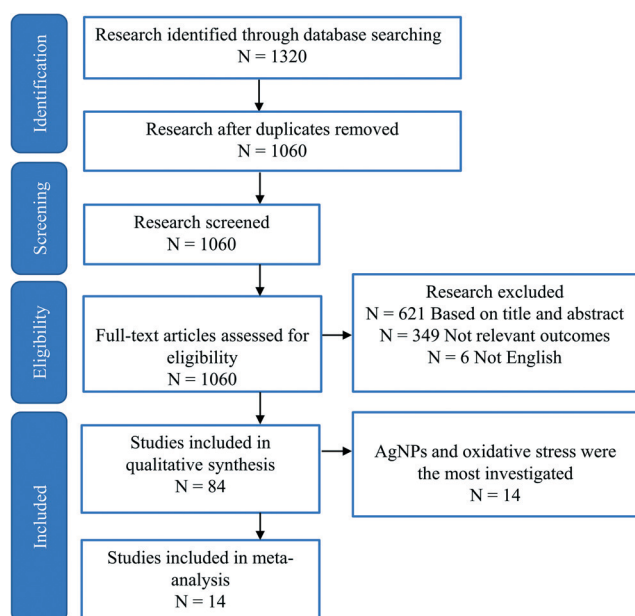 Identification
Research identified through database searching
N = 1320
Research after duplicates removed
N = 1060
Screening
Research screened
N = 1060
Eligibility
Full-text articles assessed for
eligibility
N = 1060
Research excluded
N = 621 Based on title and abstract
N = 349 Not relevant outcomes
N = 6 Not English
Included
Studies included in
qualitative synthesis
N = 84
AgNPs and oxidative stress were
the most investigated
N = 14
Studies included in meta-
analysis
N = 14